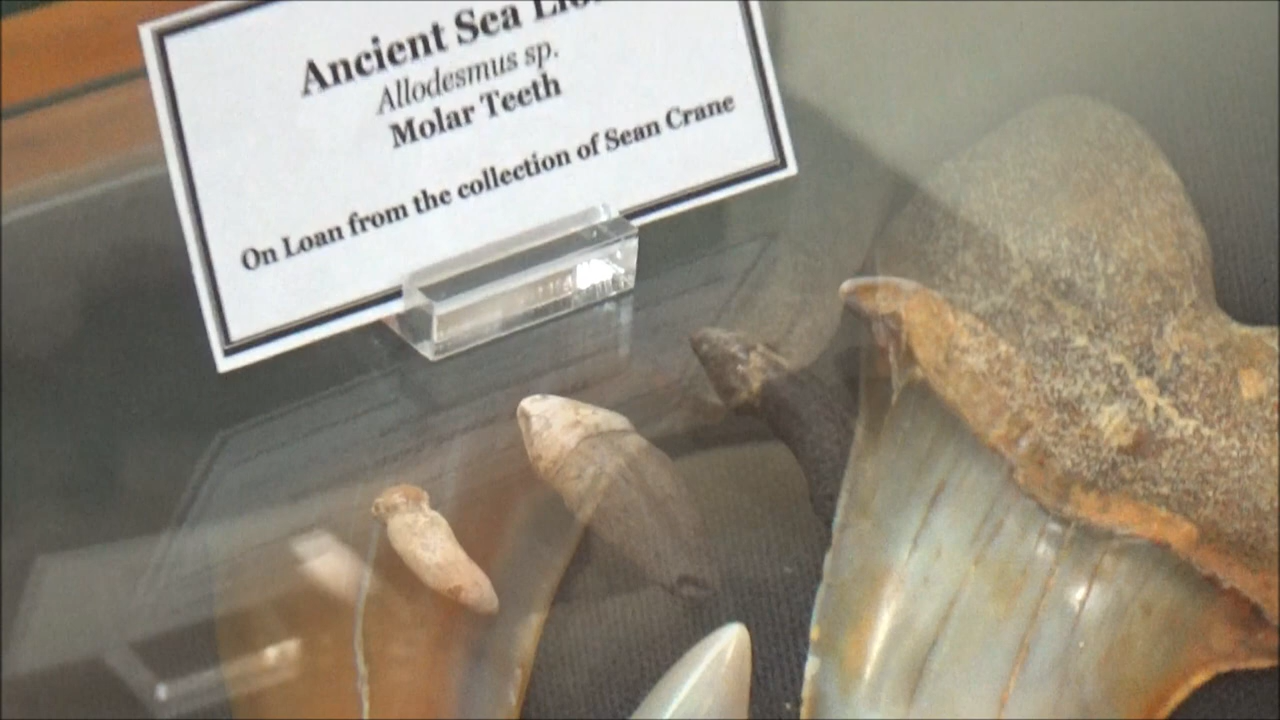 Ancient Sea
Allodesmus sp.
Molar Teeth
On Loan from the collection of Sean Crane